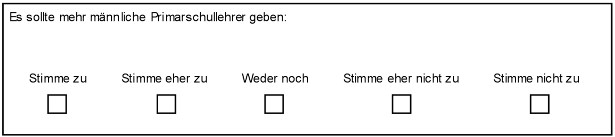 Es sollte mehr männliche Primarschullehrer geben:
Stimme zu Stimme eher zu Weder noch Stimme eher nicht zu Stimme nicht zu